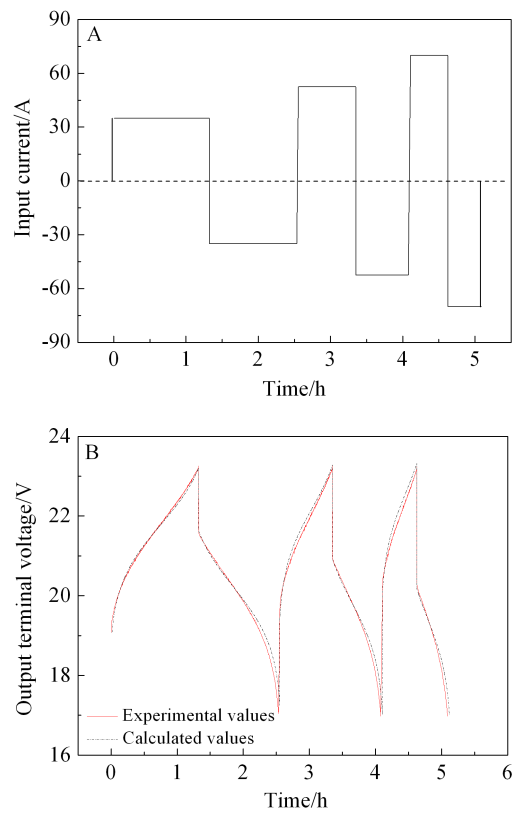 A
90
60
30
0
-30
-60
-90
Input current/A
0 1 2 3 4 5
Time/h
B
24
22
20
18
16
Output terminal voltage/V
Experimental values
Calculated values
0 1 2 3 4 5 6
Time/h